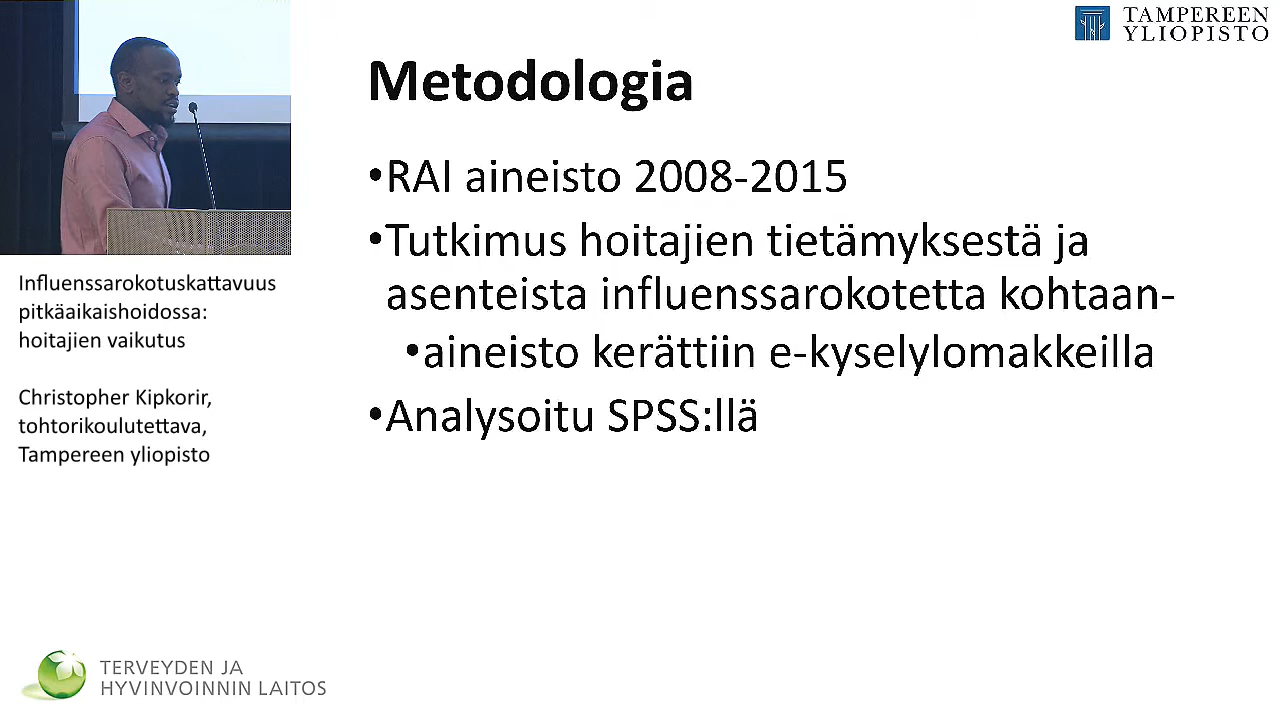 TAMPEREEN
YLIOPISTO
Metodologia
•RAI aineisto 2008-2015
•Tutkimus hoitajien tietämyksestä ja
asenteista influenssarokotetta kohtaan-
•aineisto kerättiin e-kyselylomakkeilla
•Analysoitu SPSS:llä
Influenssarokotuskattavuus
pitkäaikaishoidossa:
hoitajien vaikutus
Christopher Kipkorir,
tohtorikoulutettava,
Tampereen yliopisto
TERVEYDEN JA
HYVINVOINNIN LAITOS